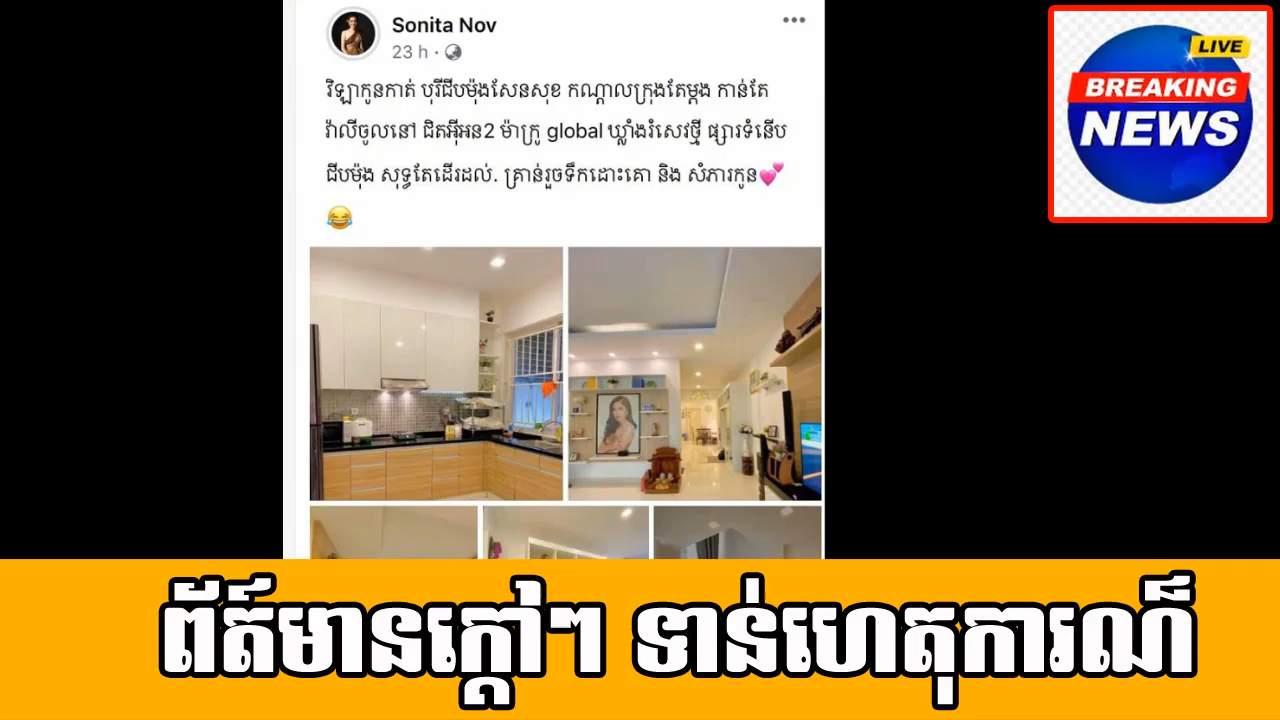 Sonita Nov
23 h ·
វិឡាកូនកាត់ បុរីជីបម៉ុងសែនសុខ កណ្តាលក្រុងតែម្តង កាន់តែ
វ៉ាលីចូលនៅ ជិតអ៊ីអន2 ម៉ាក្រូ global ឃ្លាំងរំសេវថ្មី ផ្សារទំនើប
ជីបម៉ុង សុទ្ធតែដើរដល់. គ្រាន់រួចទឹកដោះគោ និង សំភារកូន💕
😂
LIVE
BREAKING
NEWS
ព័ត៌មានក្តៅៗ ទាន់ហេតុការណ៍